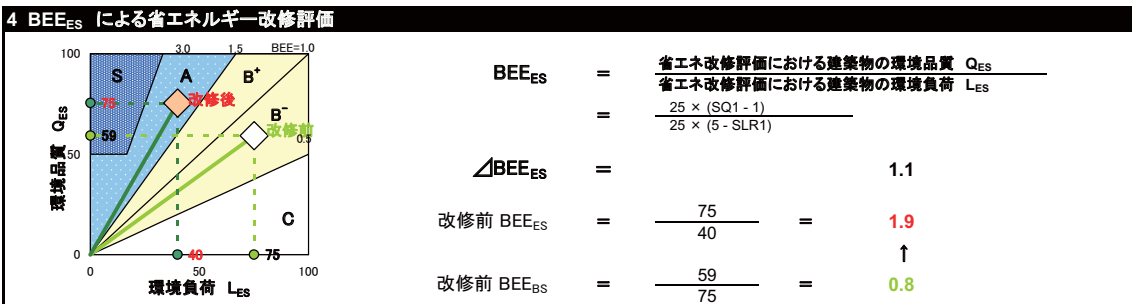 4 BEEES による省エネルギー改修評価
100
3.0
1.5
BEE=1.0
S
A
B+
75
改修後
B-
59
改修前
0.5
50
環境品質 QES
C
0
40
75
0
50
100
環境負荷 LES
BEEES = 省エネ改修評価における建築物の環境品質 QES
省エネ改修評価における建築物の環境負荷 LES
= 25 × (SQ1 - 1)
25 × (5 - SLR1)
⊿BEEES = 1.1
改修前 BEEES = 75
40
= 1.9
↑
改修前 BEEBS = 59
75
= 0.8